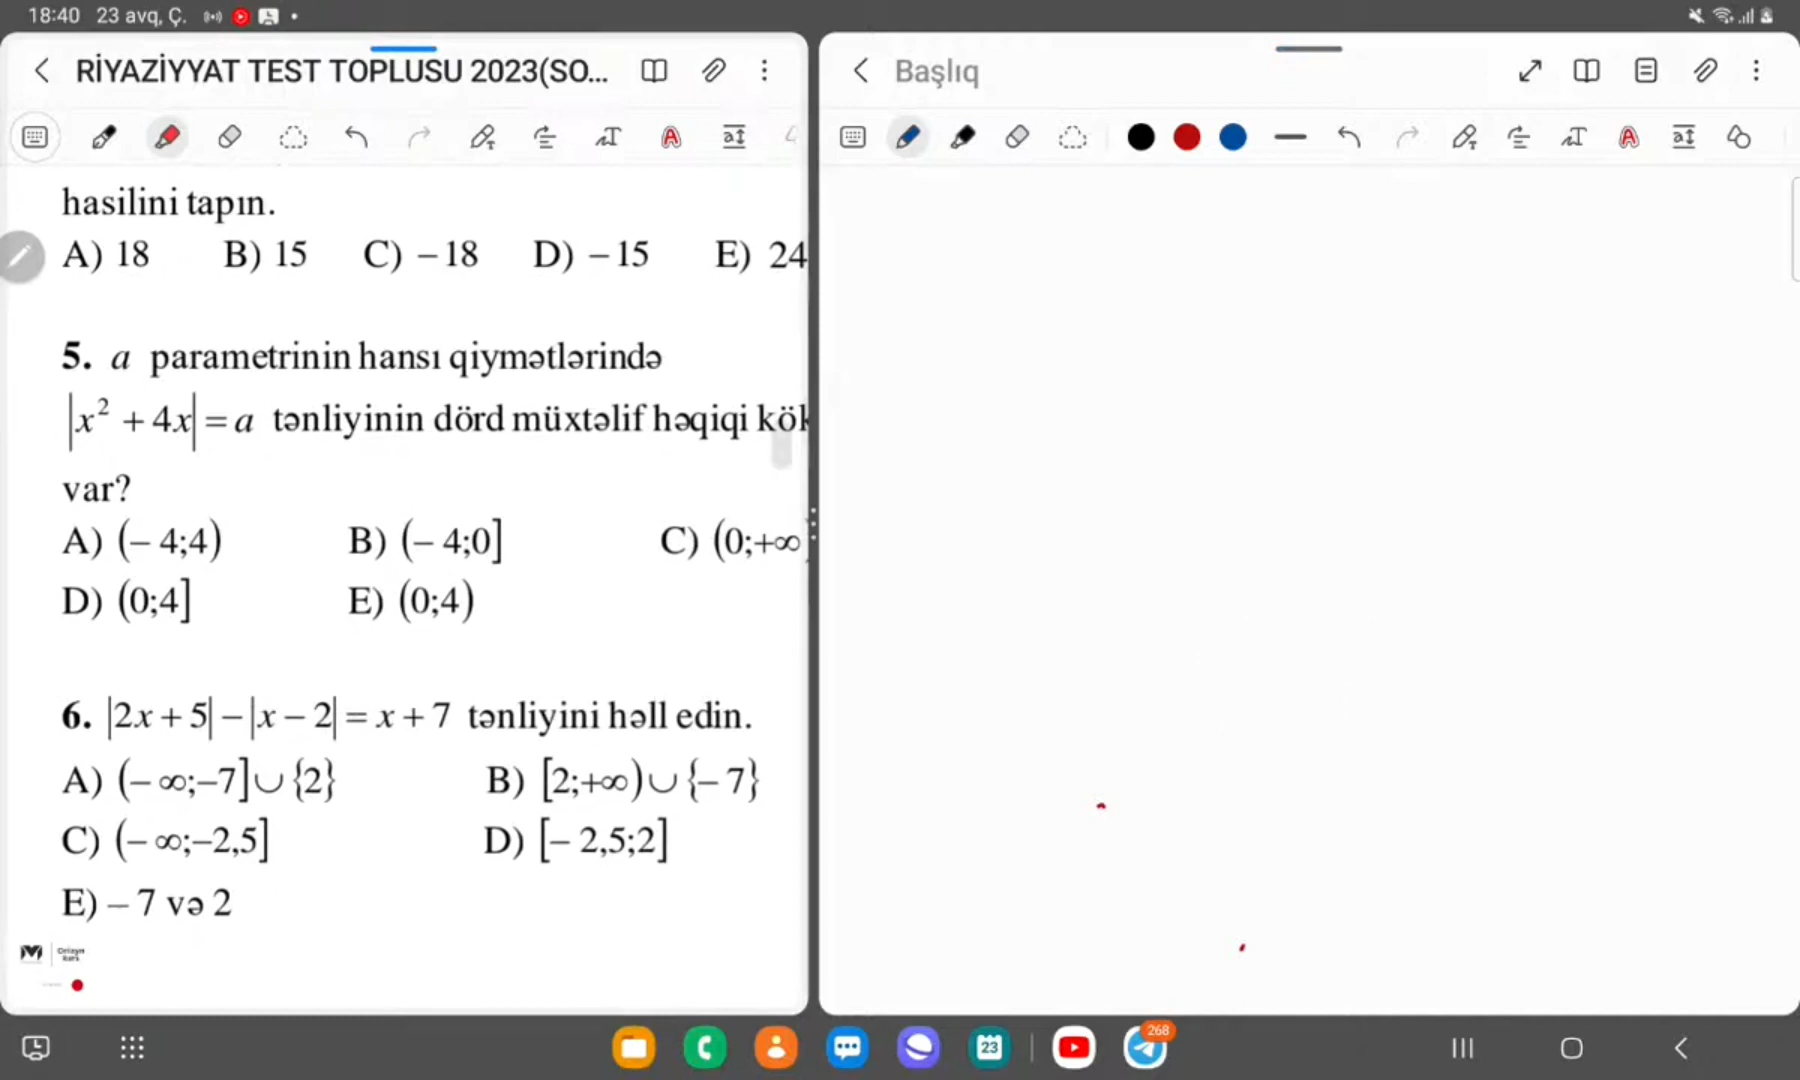 18:40 23 avq, Ç.
RİYAZİYYAT TEST TOPLUSU 2023(SO...
Başlıq
hasilini tapın.
A) 18 B) 15 C) – 18 D) – 15 E) 24
5. a parametrinin hansı qiymətlərində
|x² + 4x| = a tənliyinin dörd müxtəlif həqiqi kök
var?
A) (– 4;4) B) (– 4;0] C) (0;+∞
D) (0;4] E) (0;4)
6. |2x + 5| – |x – 2| = x + 7 tənliyini həll edin.
A) (– ∞;–7]∪{2} B) [2;+∞)∪{– 7}
C) (– ∞;–2,5] D) [– 2,5;2]
E) – 7 və 2
23
268